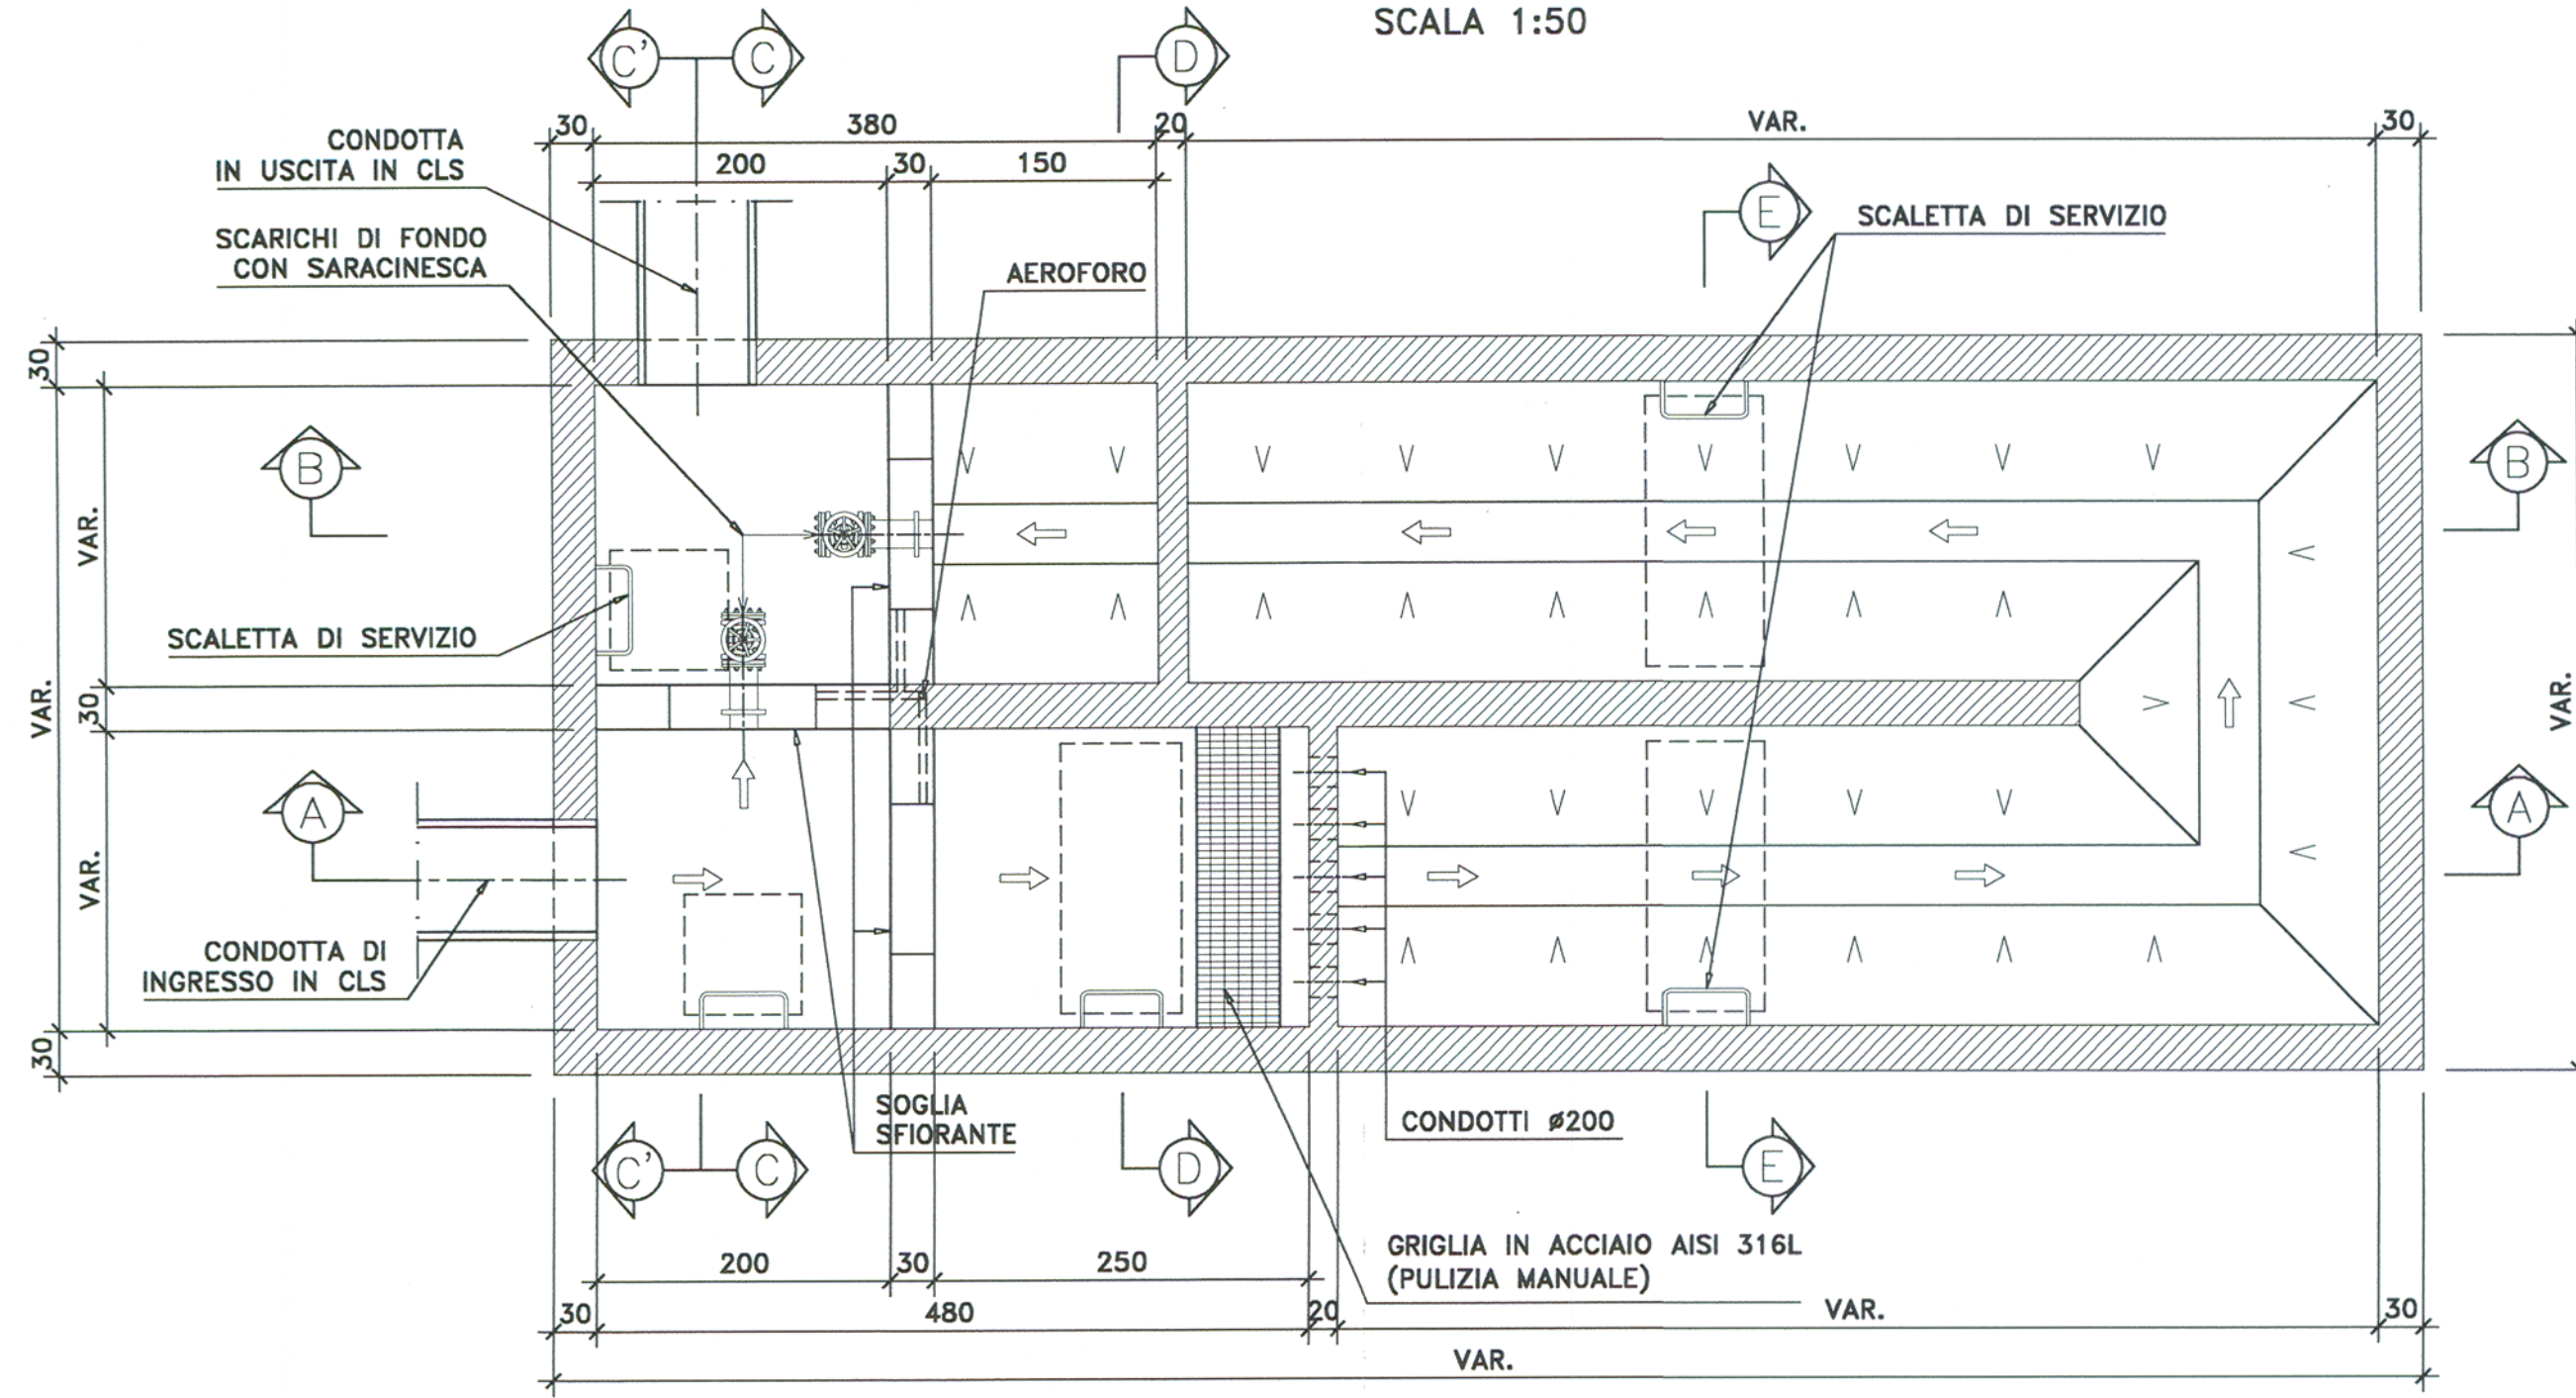 SCALA 1:50
C'
C
D
30
380
20
VAR.
30
CONDOTTA
IN USCITA IN CLS
200
30
150
E
SCALETTA DI SERVIZIO
SCARICHI DI FONDO
CON SARACINESCA
AEROFORO
30
B
B
VAR.
SCALETTA DI SERVIZIO
VAR.
30
VAR.
A
A
VAR.
CONDOTTA DI
INGRESSO IN CLS
30
SOGLIA
SFIORANTE
CONDOTTI ø200
C'
C
D
E
GRIGLIA IN ACCIAIO AISI 316L
(PULIZIA MANUALE)
200
30
250
30
480
20
VAR.
30
VAR.